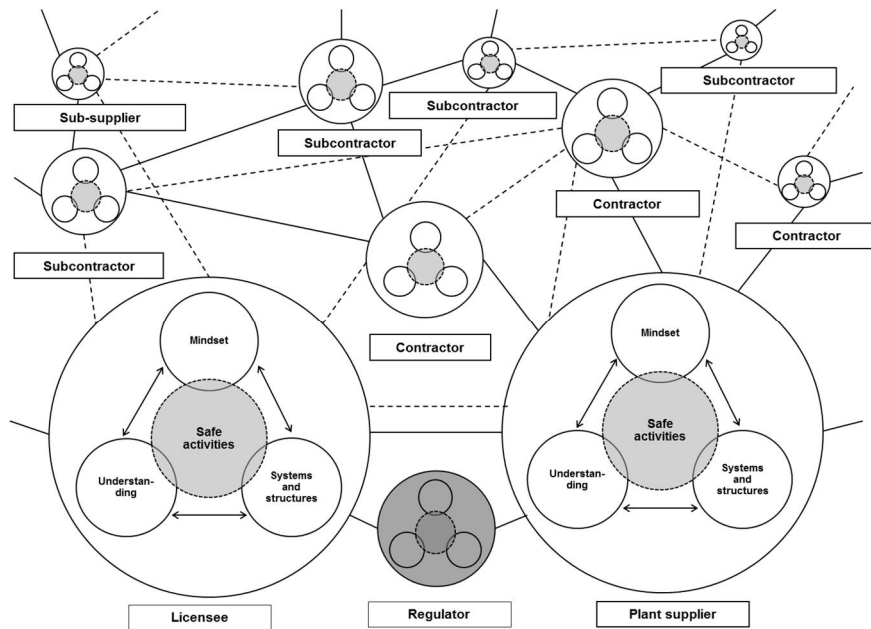 Subcontractor
Sub-supplier
Subcontractor
Subcontractor
Contractor
Contractor
Subcontractor
Contractor
Mindset
Safe
activities
Understan-
ding
Systems and
structures
Mindset
Safe
activities
Understan-
ding
Systems and
structures
Licensee
Regulator
Plant supplier